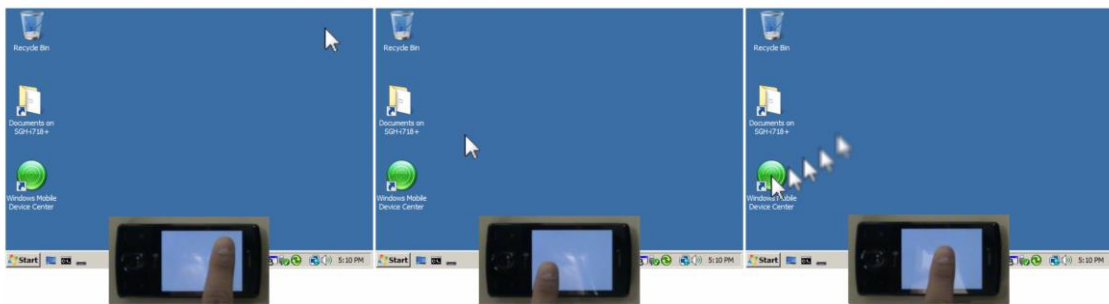 Recycle Bin
Documents on
SGH-i718+
Windows Mobile
Device Center
Start
5:10 PM
Recycle Bin
Documents on
SGH-i718+
Windows Mobile
Device Center
Start
5:10 PM
Recycle Bin
Documents on
SGH-i718+
Windows Mobile
Device Center
Start
5:10 PM